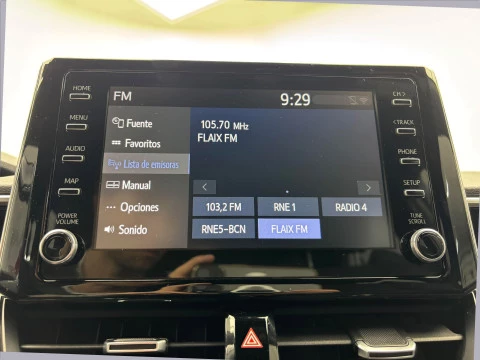 HOME
FM
9:29
CH >
MENU
Fuente
105.70 MHz
FLAIX FM
< TRACK
Favoritos
AUDIO
Lista de emisoras
PHONE
MAP
Manual
SETUP
103,2 FM
RNE 1
RADIO 4
Opciones
POWER
VOLUME
TUNE
SCROLL
Sonido
RNE5-BCN
FLAIX FM